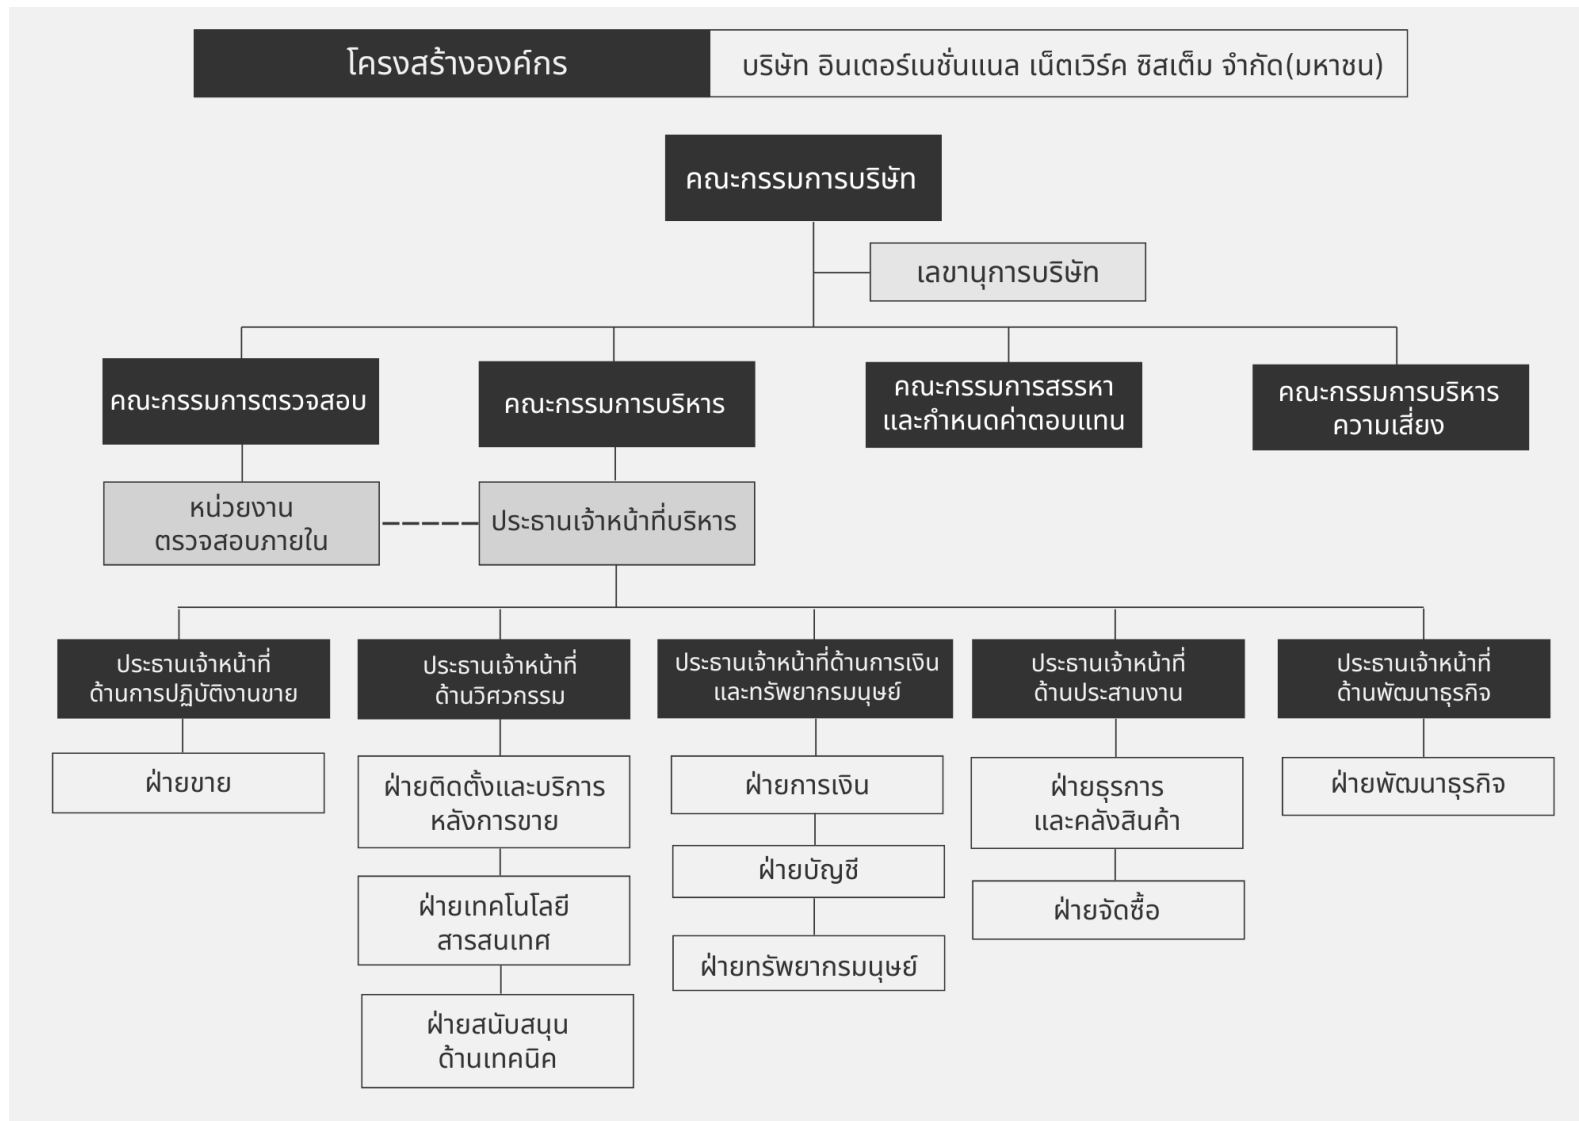 โครงสร้างองค์กร
บริษัท อินเตอร์เนชั่นแนล เน็ตเวิร์ค ซิสเต็ม จำกัด(มหาชน)
คณะกรรมการบริษัท
เลขานุการบริษัท
คณะกรรมการตรวจสอบ
คณะกรรมการบริหาร
คณะกรรมการสรรหา
และกำหนดค่าตอบแทน
คณะกรรมการบริหาร
ความเสี่ยง
หน่วยงาน
ตรวจสอบภายใน
ประธานเจ้าหน้าที่บริหาร
ประธานเจ้าหน้าที่
ด้านการปฏิบัติงานขาย
ประธานเจ้าหน้าที่
ด้านวิศวกรรม
ประธานเจ้าหน้าที่ด้านการเงิน
และทรัพยากรมนุษย์
ประธานเจ้าหน้าที่
ด้านประสานงาน
ประธานเจ้าหน้าที่
ด้านพัฒนาธุรกิจ
ฝ่ายขาย
ฝ่ายติดตั้งและบริการ
หลังการขาย
ฝ่ายเทคโนโลยี
สารสนเทศ
ฝ่ายสนับสนุน
ด้านเทคนิค
ฝ่ายการเงิน
ฝ่ายบัญชี
ฝ่ายทรัพยากรมนุษย์
ฝ่ายธุรการ
และคลังสินค้า
ฝ่ายจัดซื้อ
ฝ่ายพัฒนาธุรกิจ